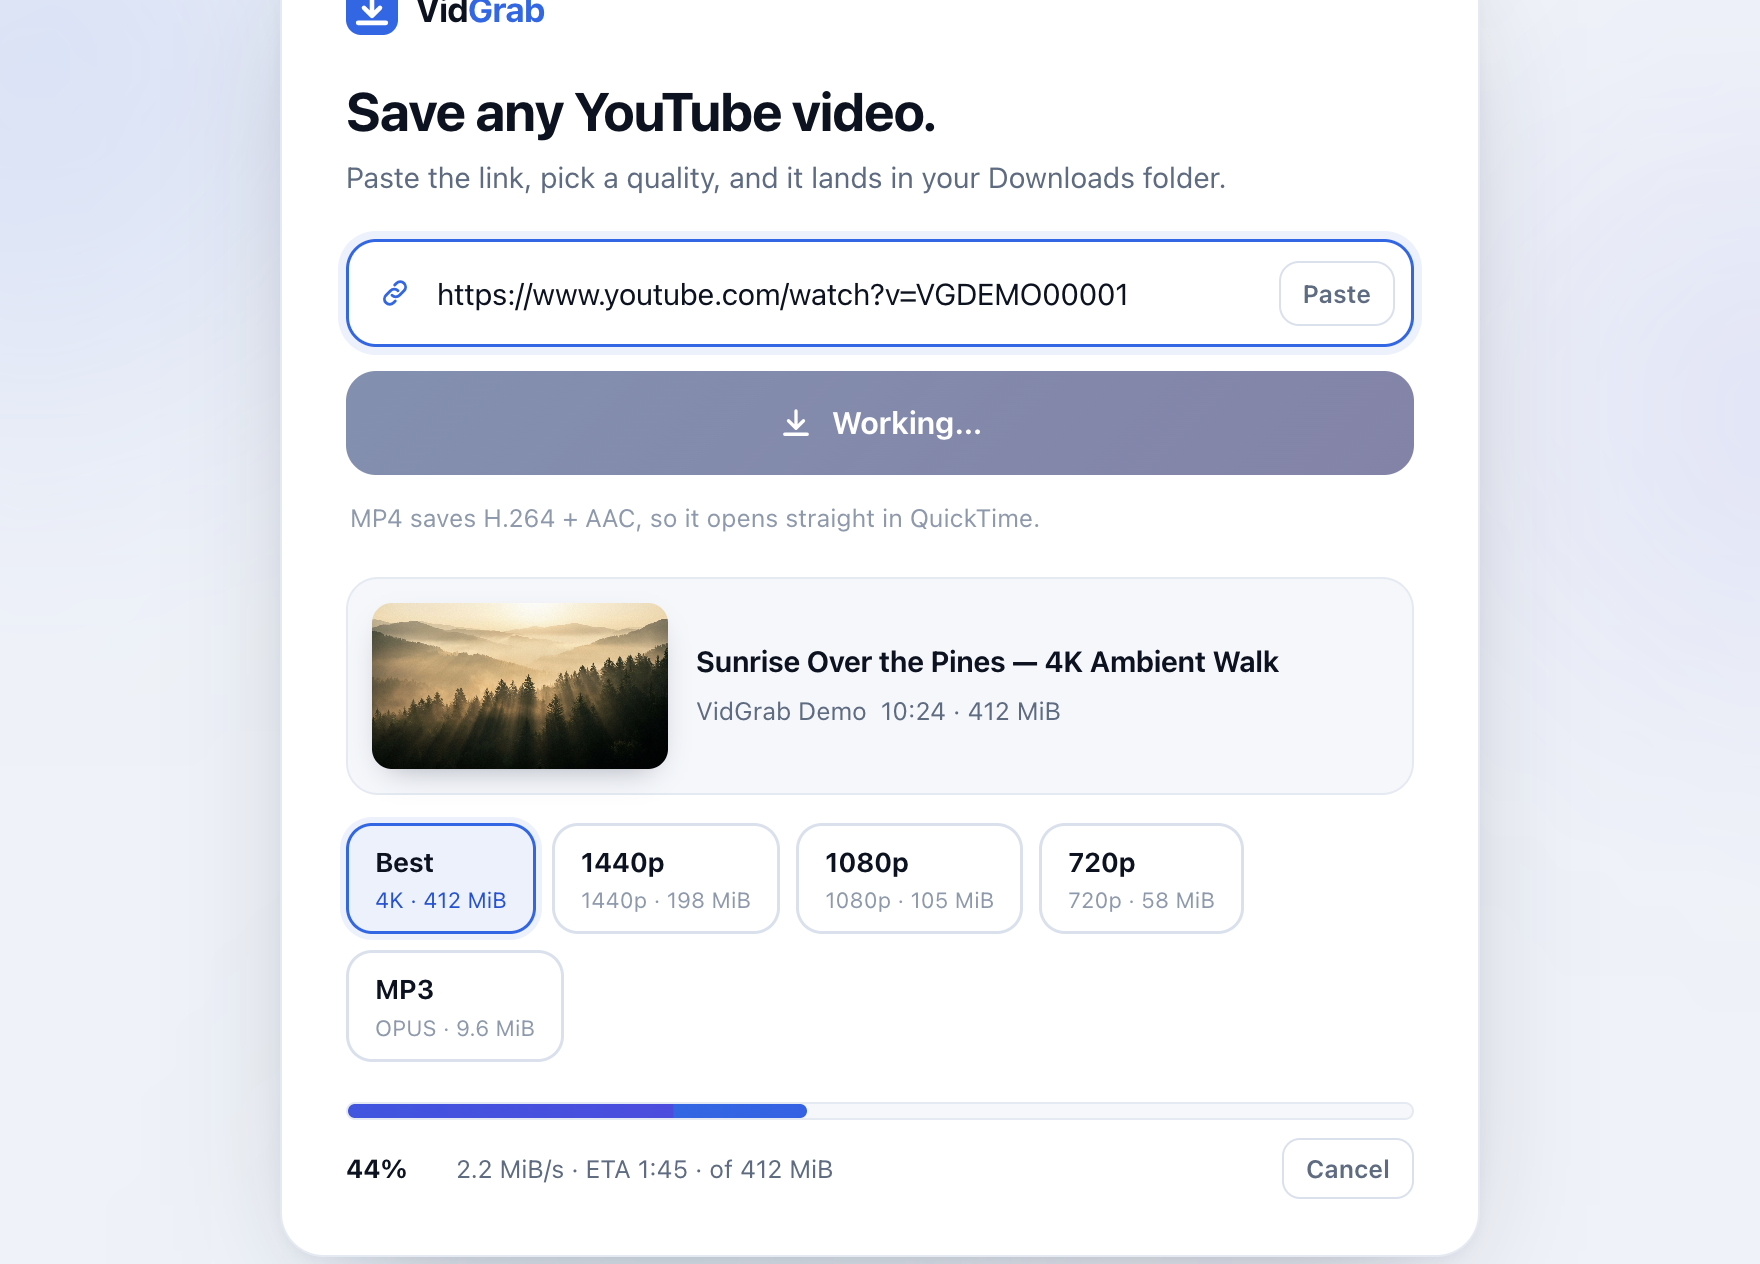 VidGrab
Save any YouTube video.
Paste the link, pick a quality, and it lands in your Downloads folder.
https://www.youtube.com/watch?v=VGDEMO00001
Paste
Working...
MP4 saves H.264 + AAC, so it opens straight in QuickTime.
Sunrise Over the Pines — 4K Ambient Walk
VidGrab Demo 10:24 · 412 MiB
Best
4K · 412 MiB
1440p
1440p · 198 MiB
1080p
1080p · 105 MiB
720p
720p · 58 MiB
MP3
OPUS · 9.6 MiB
44%
2.2 MiB/s · ETA 1:45 · of 412 MiB
Cancel